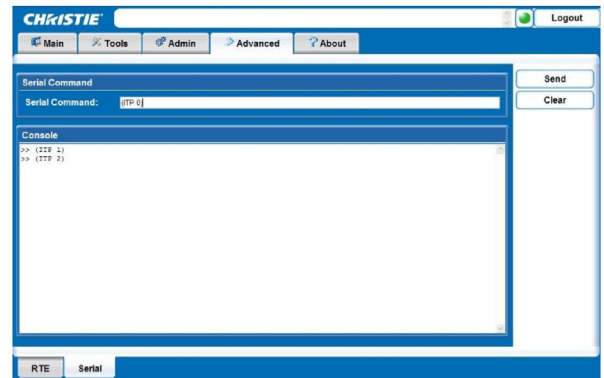 CHRISTIE
Logout
Main Tools Admin Advanced About
Serial Command
Send
Serial Command: (ITP 0)
Clear
Console
>> (ITP 1)
>> (ITP 2)
RTE Serial